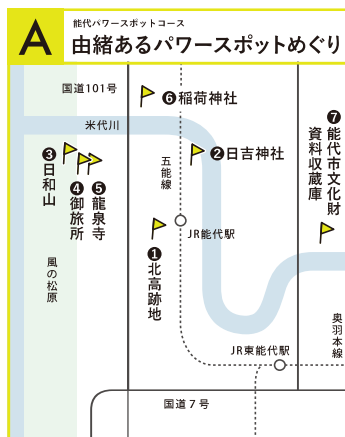 A
能代パワースポットコース
由緒あるパワースポットめぐり
国道101号
❻稲荷神社
❼能代市文化財
資料収蔵庫
米代川
❷日吉神社
❸日和山
❹御旅所
❺龍泉寺
五能線
JR能代駅
❶北高跡地
風の松原
奥羽本線
JR東能代駅
国道7号